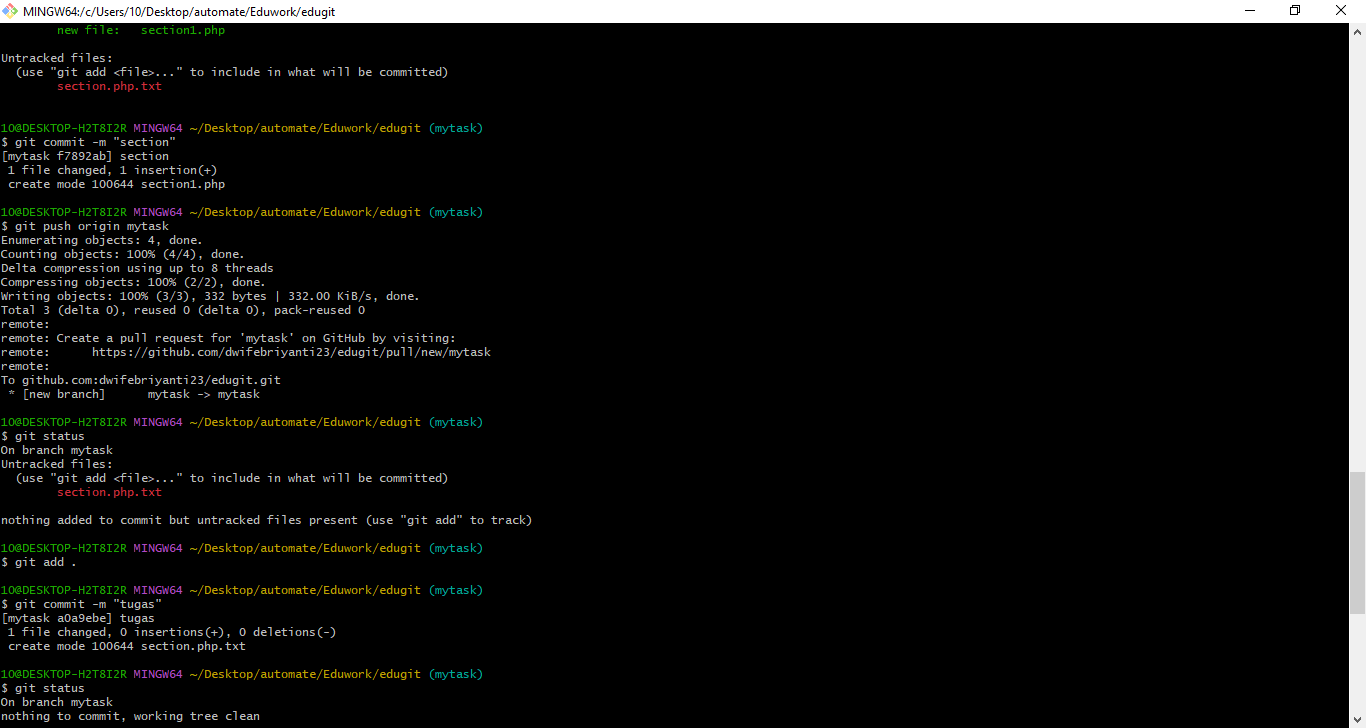 MINGW64:/c/Users/10/Desktop/automate/Eduwork/edugit
new file:   section1.php
Untracked files:
(use "git add <file>..." to include in what will be committed)
section.php.txt
10@DESKTOP-H2T8I2R MINGW64 ~/Desktop/automate/Eduwork/edugit (mytask)
$ git commit -m "section"
[mytask f7892ab] section
1 file changed, 1 insertion(+)
create mode 100644 section1.php
10@DESKTOP-H2T8I2R MINGW64 ~/Desktop/automate/Eduwork/edugit (mytask)
$ git push origin mytask
Enumerating objects: 4, done.
Counting objects: 100% (4/4), done.
Delta compression using up to 8 threads
Compressing objects: 100% (2/2), done.
Writing objects: 100% (3/3), 332 bytes | 332.00 KiB/s, done.
Total 3 (delta 0), reused 0 (delta 0), pack-reused 0
remote:
remote: Create a pull request for 'mytask' on GitHub by visiting:
remote:      https://github.com/dwifebriyanti23/edugit/pull/new/mytask
remote:
To github.com:dwifebriyanti23/edugit.git
* [new branch]      mytask -> mytask
10@DESKTOP-H2T8I2R MINGW64 ~/Desktop/automate/Eduwork/edugit (mytask)
$ git status
On branch mytask
Untracked files:
(use "git add <file>..." to include in what will be committed)
section.php.txt
nothing added to commit but untracked files present (use "git add" to track)
10@DESKTOP-H2T8I2R MINGW64 ~/Desktop/automate/Eduwork/edugit (mytask)
$ git add .
10@DESKTOP-H2T8I2R MINGW64 ~/Desktop/automate/Eduwork/edugit (mytask)
$ git commit -m "tugas"
[mytask a0a9ebe] tugas
1 file changed, 0 insertions(+), 0 deletions(-)
create mode 100644 section.php.txt
10@DESKTOP-H2T8I2R MINGW64 ~/Desktop/automate/Eduwork/edugit (mytask)
$ git status
On branch mytask
nothing to commit, working tree clean